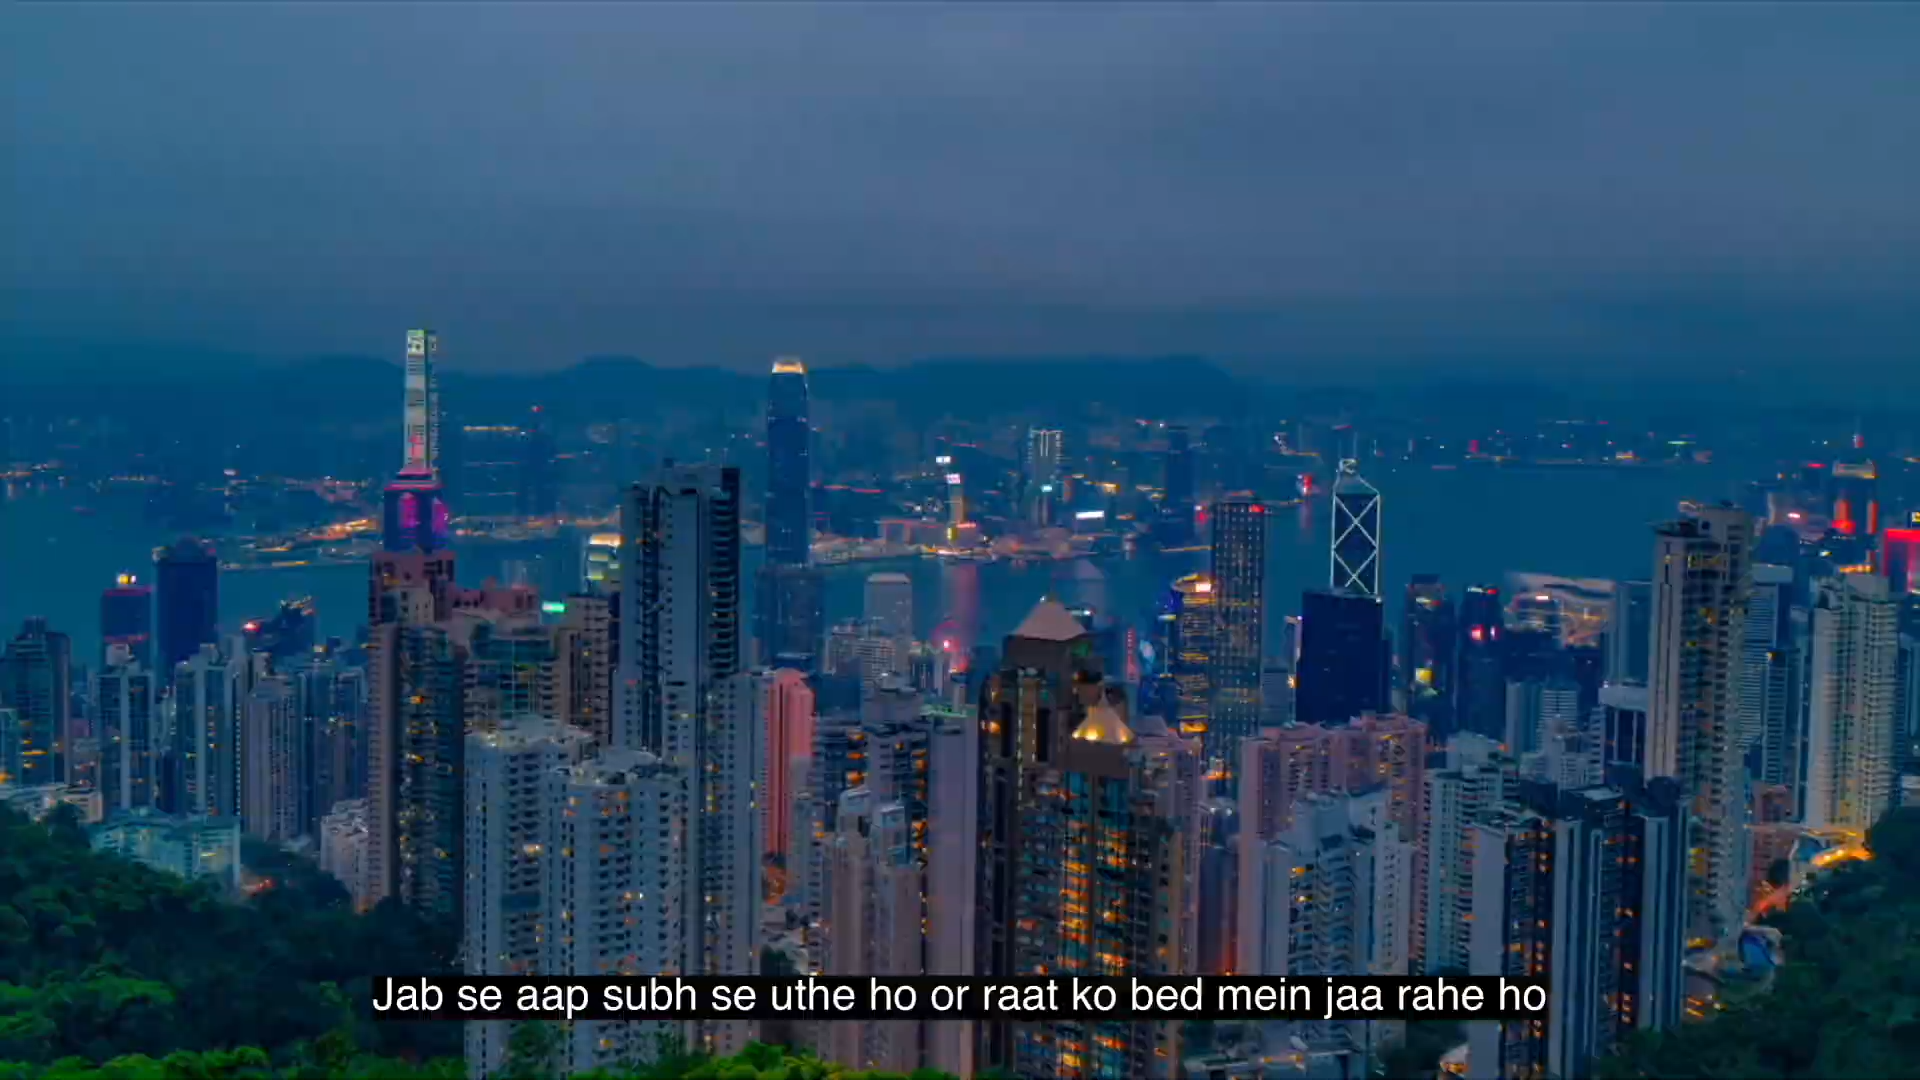 Jab se aap subh se uthe ho or raat ko bed mein jaa rahe ho